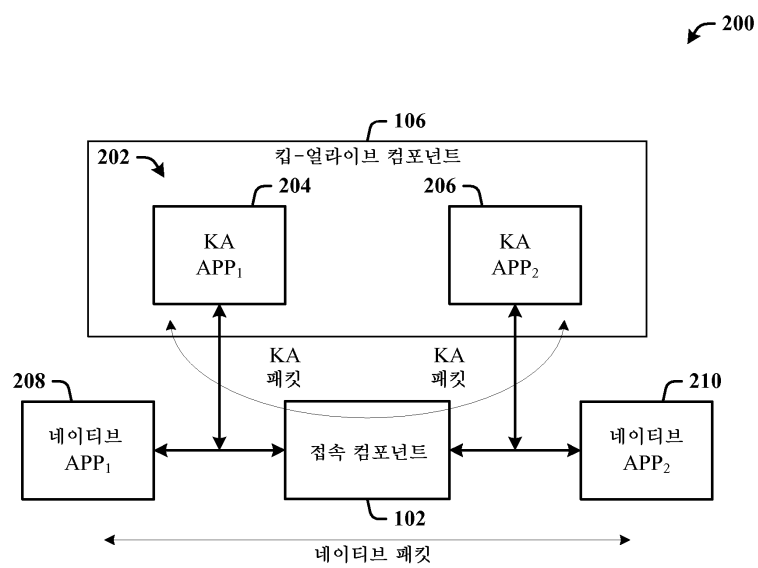 200
106
킵-얼라이브 컴포넌트
202
204
206
KA
APP₁
KA
APP₂
KA
패킷
KA
패킷
208
210
네이티브
APP₁
접속 컴포넌트
네이티브
APP₂
102
네이티브 패킷